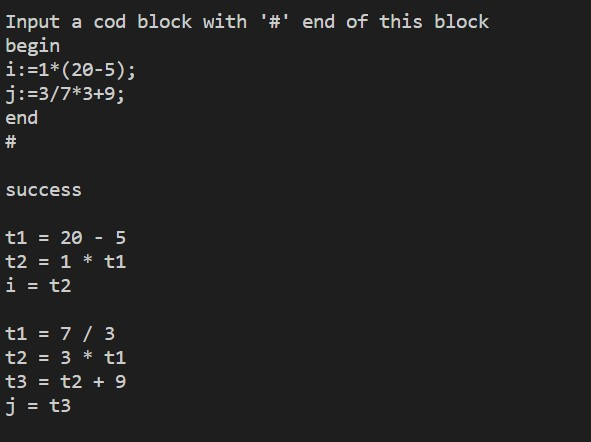 Input a cod block with '#' end of this block
begin
i:=1*(20-5);
j:=3/7*3+9;
end
#
success
t1 = 20 - 5
t2 = 1 * t1
i = t2
t1 = 7 / 3
t2 = 3 * t1
t3 = t2 + 9
j = t3